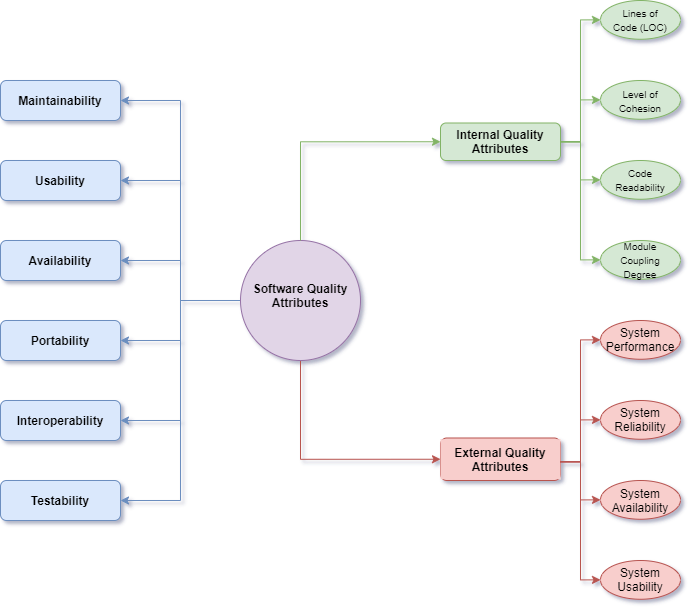 Maintainability
Usability
Availability
Portability
Interoperability
Testability
Software Quality
Attributes
Internal Quality
Attributes
Lines of
Code (LOC)
Level of
Cohesion
Code
Readability
Module
Coupling
Degree
External Quality
Attributes
System
Performance
System
Reliability
System
Availability
System
Usability